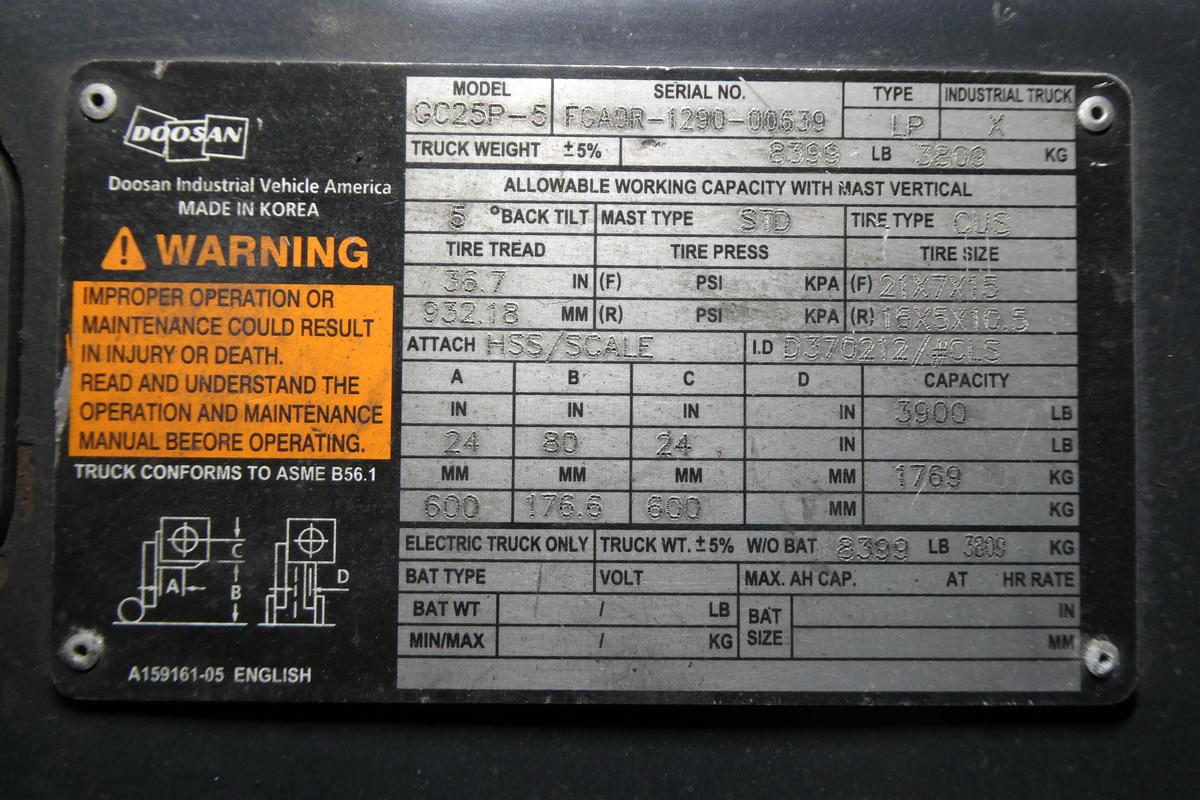 DOOSAN
Doosan Industrial Vehicle America
MADE IN KOREA
WARNING
IMPROPER OPERATION OR
MAINTENANCE COULD RESULT
IN INJURY OR DEATH.
READ AND UNDERSTAND THE
OPERATION AND MAINTENANCE
MANUAL BEFORE OPERATING.
TRUCK CONFORMS TO ASME B56.1
C
A B D
A159161-05 ENGLISH
MODEL SERIAL NO. TYPE INDUSTRIAL TRUCK
GC25P-5 FGA0R-1290-00639 LP X
TRUCK WEIGHT ±5% 8399 LB 3809 KG
ALLOWABLE WORKING CAPACITY WITH MAST VERTICAL
5 °BACK TILT MAST TYPE STD TIRE TYPE CUS
TIRE TREAD TIRE PRESS TIRE SIZE
36.7 IN (F) PSI KPA (F) 21X7X15
932.18 MM (R) PSI KPA (R) 16X5X10.5
ATTACH HSS/SCALE I.D D370212/#CLS
A B C D CAPACITY
IN IN IN IN 3900 LB
24 80 24 IN LB
MM MM MM MM 1769 KG
600 176.6 600 MM KG
ELECTRIC TRUCK ONLY TRUCK WT. ±5% W/O BAT 8399 LB 3809 KG
BAT TYPE / VOLT MAX. AH CAP. AT HR RATE
BAT WT / LB BAT SIZE IN
MIN/MAX / KG MM